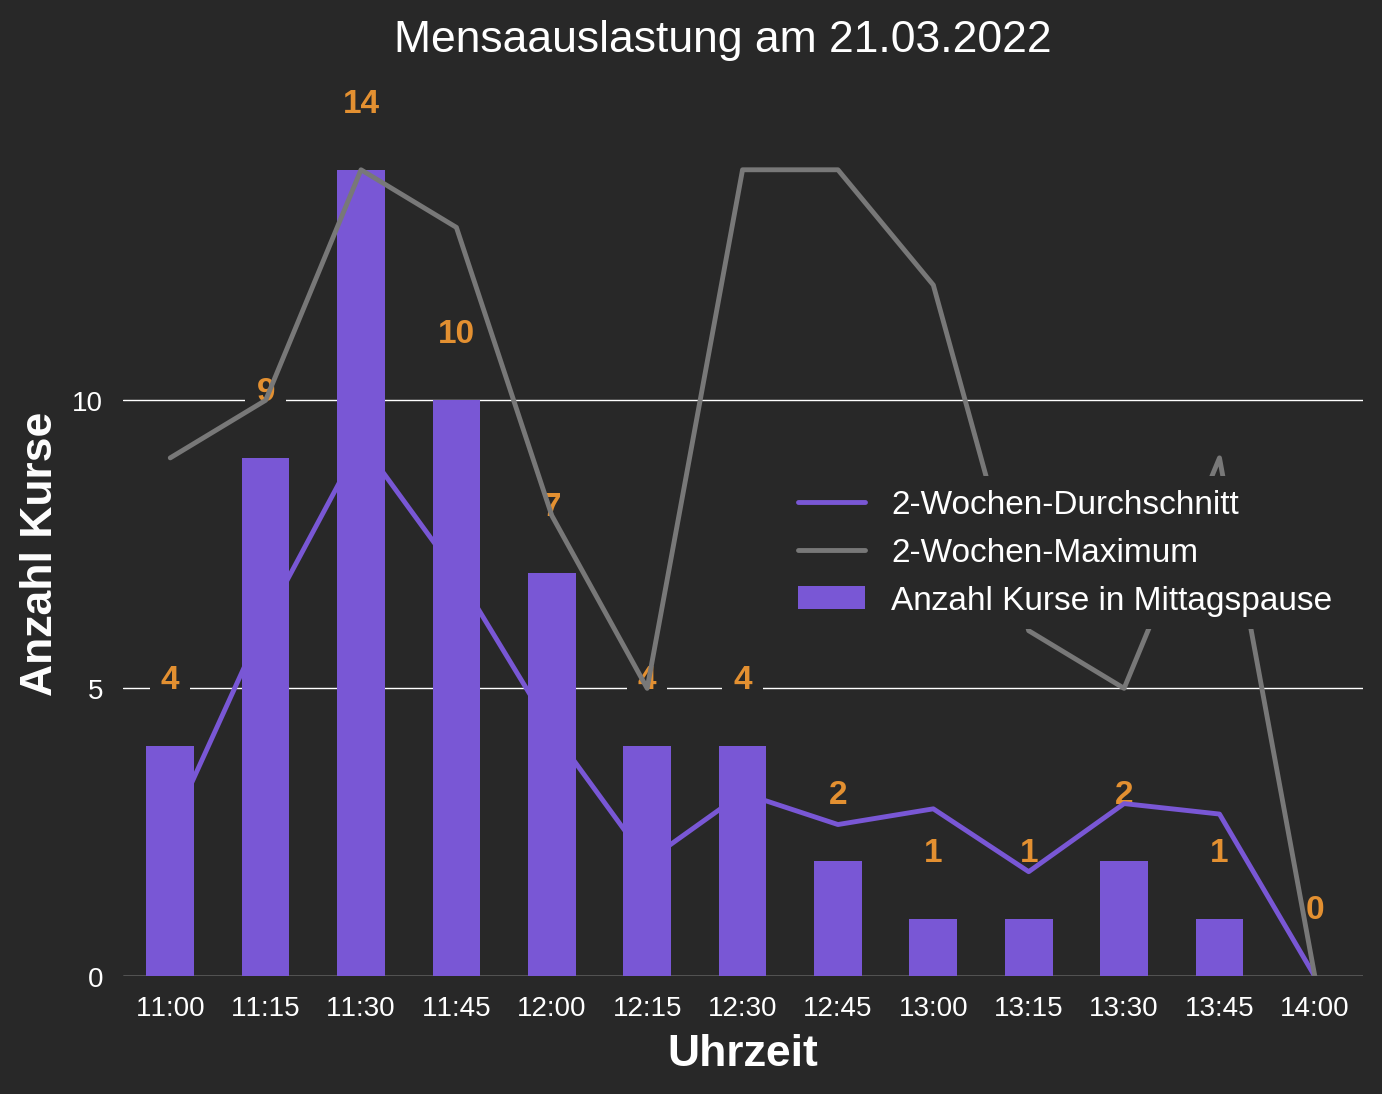 Mensaauslastung am 21.03.2022
14
10
9
10
7
4
4
4
5
2
2
1
1
1
0
0
2-Wochen-Durchschnitt
2-Wochen-Maximum
Anzahl Kurse in Mittagspause
Anzahl Kurse
11:00 11:15 11:30 11:45 12:00 12:15 12:30 12:45 13:00 13:15 13:30 13:45 14:00
Uhrzeit